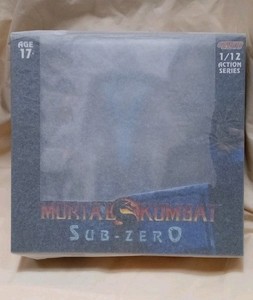 AGE
17+
1/12
ACTION
SERIES
MORTAL KOMBAT
SUB-ZERO